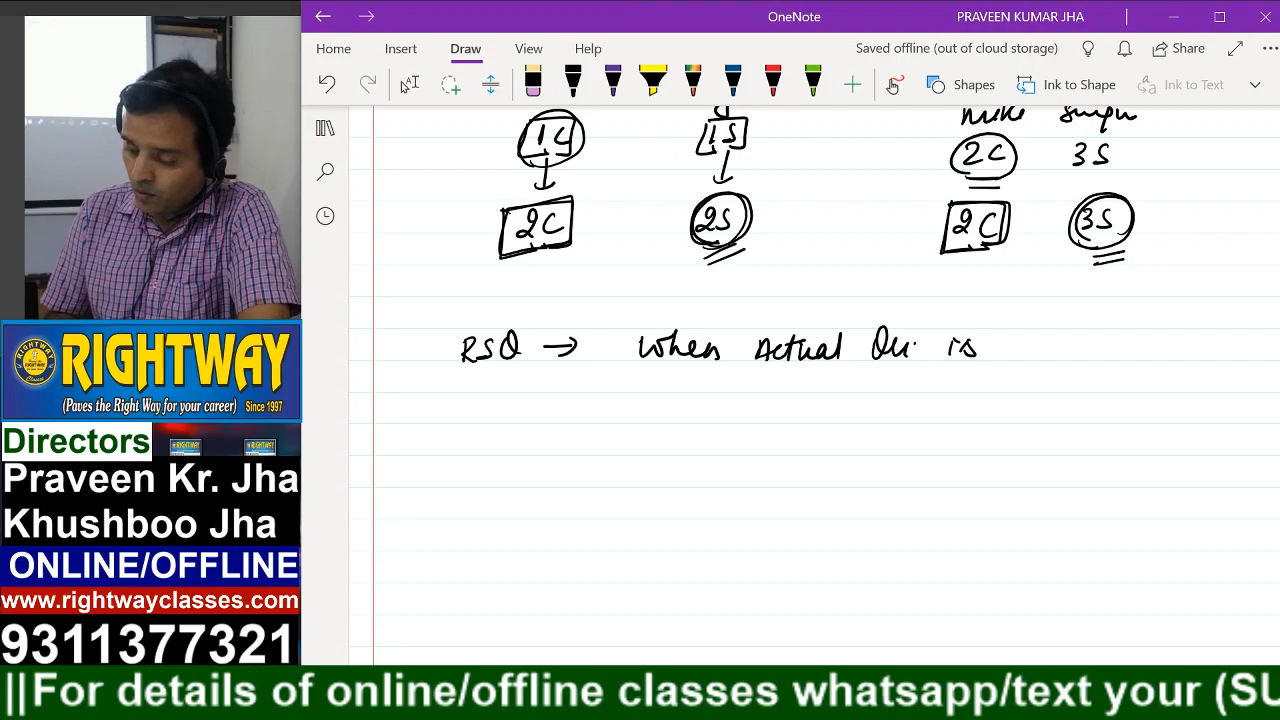 OneNote
PRAVEEN KUMAR JHA
Home Insert Draw View Help
Saved offline (out of cloud storage)
Share
Shapes
Ink to Shape
Ink to Text
1C 1S
2C 3S
2C 2S 2C 3S
RSQ → When Actual Qu. is
RIGHTWAY
(Paves the Right Way for your career) Since 1997
Directors
Praveen Kr. Jha
Khushboo Jha
ONLINE/OFFLINE
www.rightwayclasses.com
9311377321
||For details of online/offline classes whatsapp/text your (SU